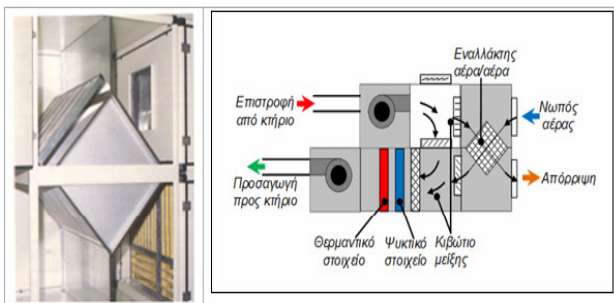 Εναλλάκτης
αέρα/αέρα
Επιστροφή
από κτήριο
Νωπός
αέρας
Προσαγωγή
προς κτήριο
Απόρριψη
Θερμαντικό
στοιχείο
Ψυκτικό
στοιχείο
Κιβώτιο
μείξης